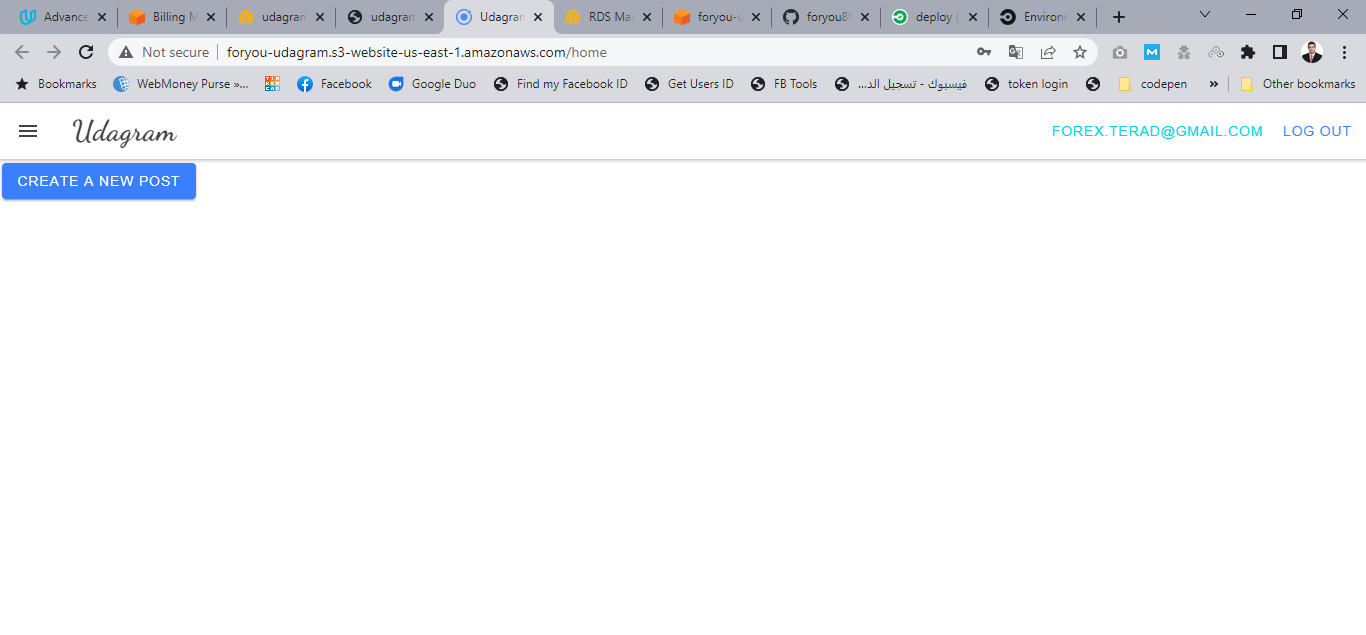 Advance Billing M udagram udagram Udagram RDS Ma foryou-u foryou89 deploy ( Environm
Not secure foryou-udagram.s3-website-us-east-1.amazonaws.com/home
Bookmarks WebMoney Purse »... Facebook Google Duo Find my Facebook ID Get Users ID FB Tools فيسبوك - تسجيل الد... token login codepen » Other bookmarks
Udagram FOREX.TERAD@GMAIL.COM LOG OUT
CREATE A NEW POST